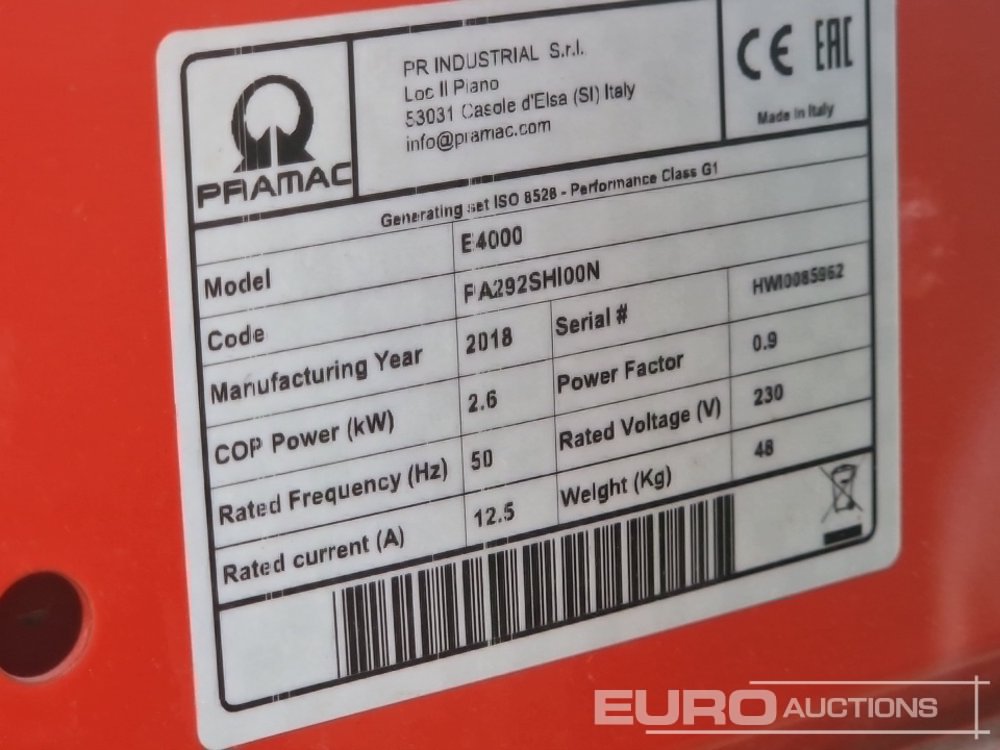 PRAMAC
PR INDUSTRIAL S.r.l.
Loc Il Piano
53031 Casole d'Elsa (SI) Italy
info@pramac.com
CE EAC
Made in Italy
Generating set ISO 8528 - Performance Class G1
Model E4000
Code PA292SHI00N
Manufacturing Year 2018 Serial # HWI0085962
COP Power (kW) 2.6 Power Factor 0.9
Rated Frequency (Hz) 50 Rated Voltage (V) 230
Rated current (A) 12.5 Weight (Kg) 48
EURO AUCTIONS